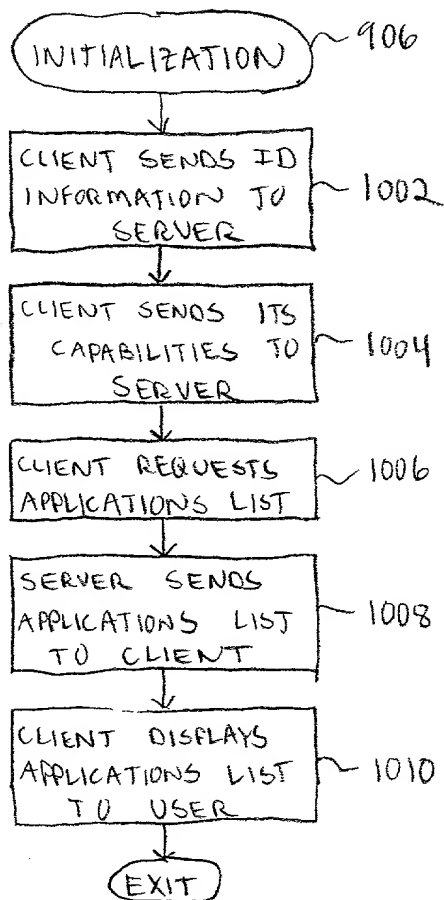 INITIALIZATION
906
CLIENT SENDS ID
INFORMATION TO
SERVER
1002
CLIENT SENDS ITS
CAPABILITIES TO
SERVER
1004
CLIENT REQUESTS
APPLICATIONS LIST
1006
SERVER SENDS
APPLICATIONS LIST
TO CLIENT
1008
CLIENT DISPLAYS
APPLICATIONS LIST
TO USER
1010
EXIT